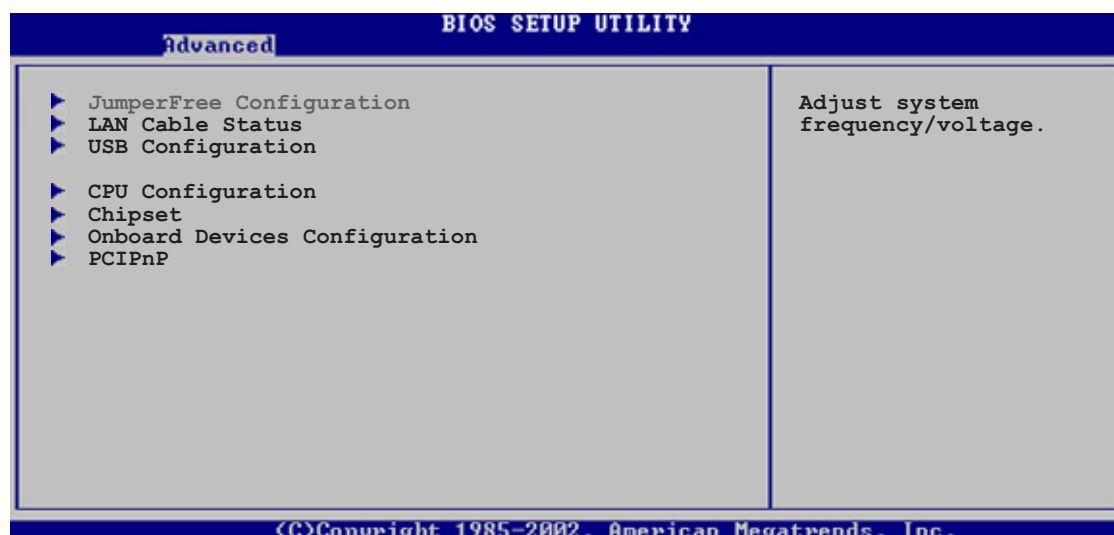 BIOS SETUP UTILITY
Advanced
JumperFree Configuration
LAN Cable Status
USB Configuration
CPU Configuration
Chipset
Onboard Devices Configuration
PCIPnP
Adjust system
frequency/voltage.
(C)Copyright 1985-2002, American Megatrends, Inc.